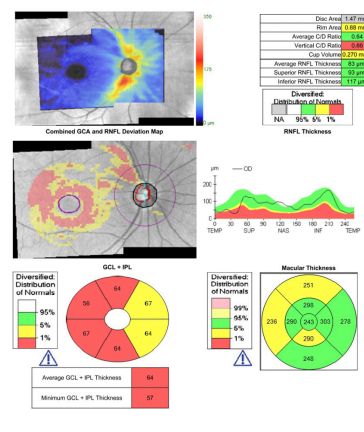 350
175
0 µm
Disc Area 1.47 m
Rim Area 0.88 m
Average C/D Ratio 0.64
Vertical C/D Ratio 0.66
Cup Volume 0.270 m
Average RNFL Thickness 83 µm
Superior RNFL Thickness 93 µm
Inferior RNFL Thickness 117 µm
Diversified:
Distribution of Normals
NA 95% 5% 1%
Combined GCA and RNFL Deviation Map
RNFL Thickness
µm
OD
200
100
0
0 30 60 90 120 150 180 210 240
TEMP SUP NAS INF TEMP
GCL + IPL
Macular Thickness
Diversified:
Distribution
of Normals
95%
5%
1%
64
56
67
67
64
64
Diversified:
Distribution
of Normals
99%
95%
5%
1%
251
298
236 290 243 303 278
290
248
Average GCL + IPL Thickness 64
Minimum GCL + IPL Thickness 57